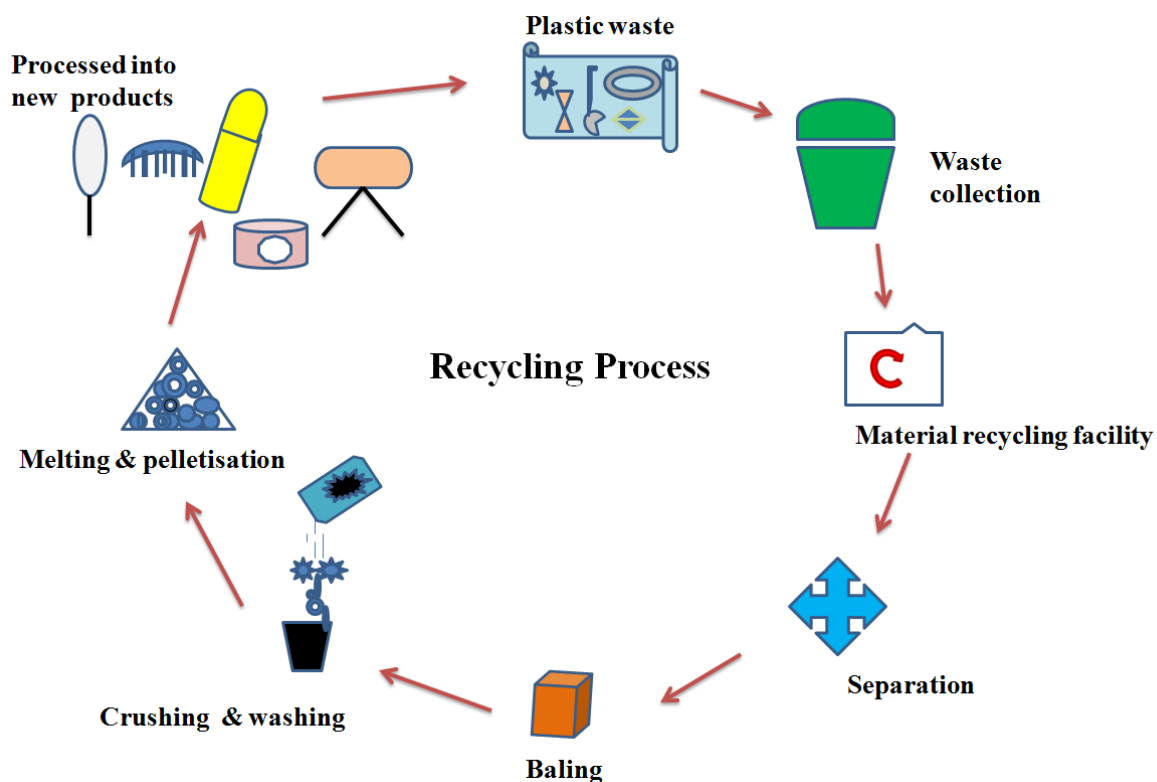 Plastic waste
Processed into
new products
Waste
collection
Recycling Process
Material recycling facility
Melting & pelletisation
Separation
Crushing & washing
Baling